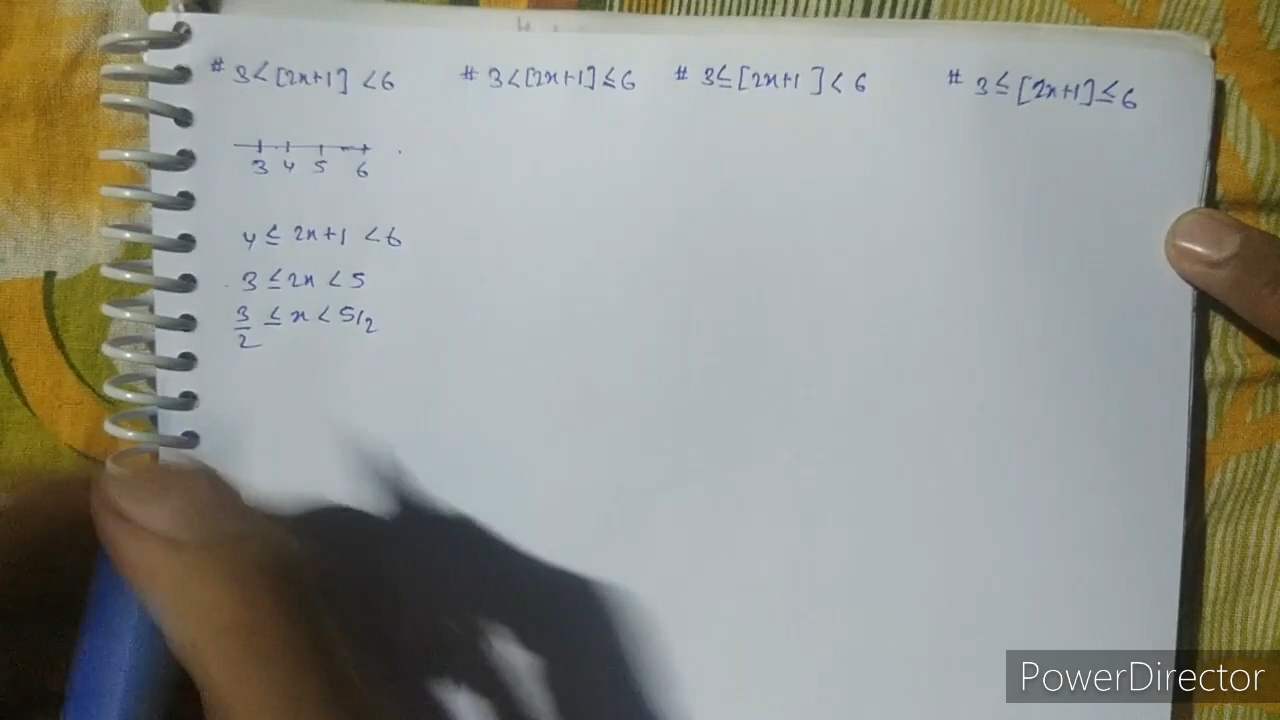 # 3<[2x+1] <6 # 3<[2x+1]≤6 # 3≤[2x+1]<6 # 3≤[2x+1]≤6
3 4 5 6
4≤ 2x+1 <6
3 ≤2x <5
3/2 ≤x <5/2
PowerDirector